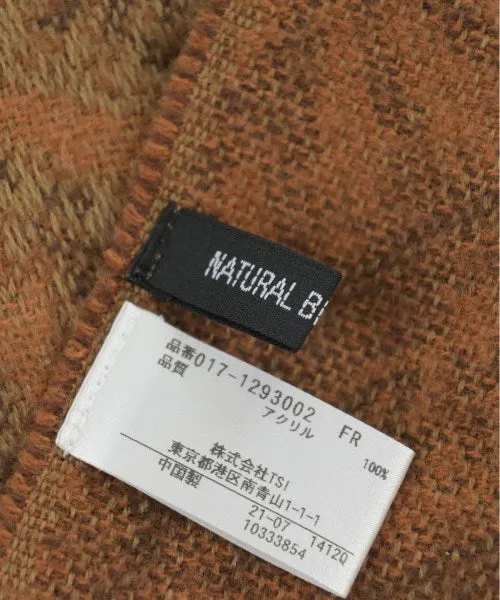 NATURAL BE
品番017-1293002 FR
品質
アクリル 100%
株式会社TSI
東京都港区南青山1-1-1
中国製
21-07 1412Q
10333854